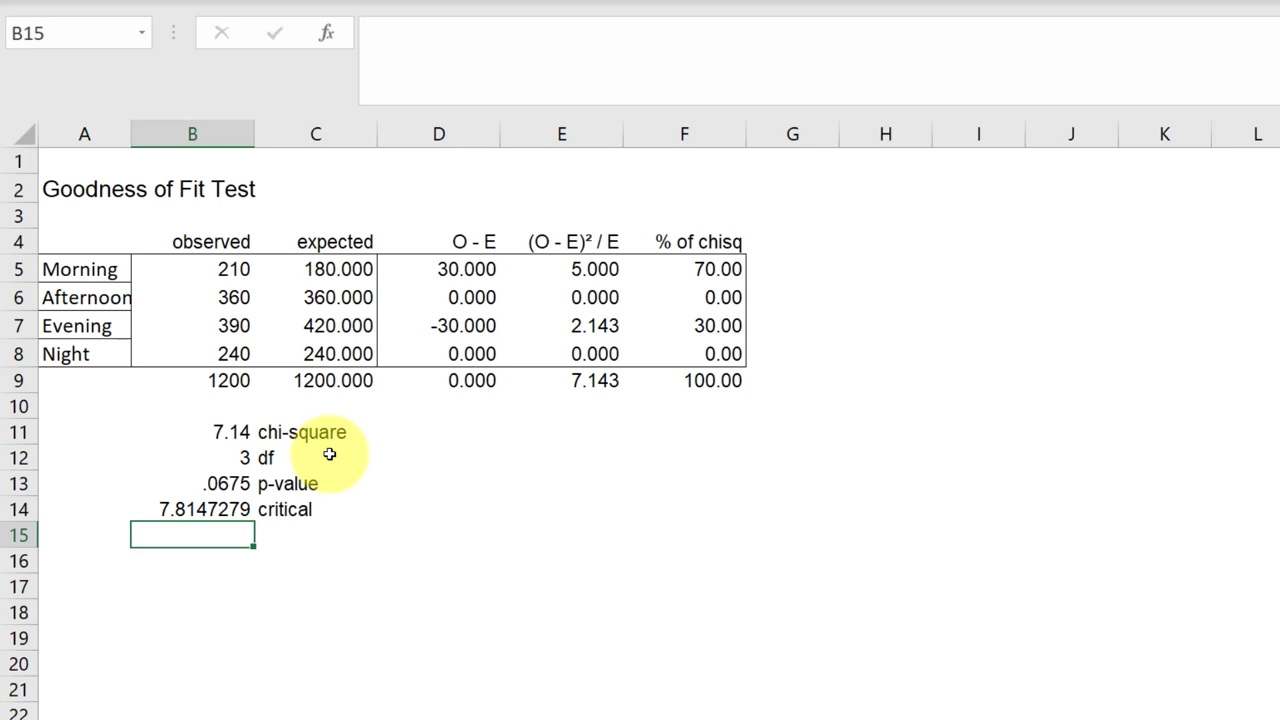 B15 fx
A B C D E F G H I J K L
1
2 Goodness of Fit Test
3
4 observed expected O - E (O - E)² / E % of chisq
5 Morning 210 180.000 30.000 5.000 70.00
6 Afternoon 360 360.000 0.000 0.000 0.00
7 Evening 390 420.000 -30.000 2.143 30.00
8 Night 240 240.000 0.000 0.000 0.00
9 1200 1200.000 0.000 7.143 100.00
10
11 7.14 chi-square
12 3 df
13 .0675 p-value
14 7.8147279 critical
15
16
17
18
19
20
21
22